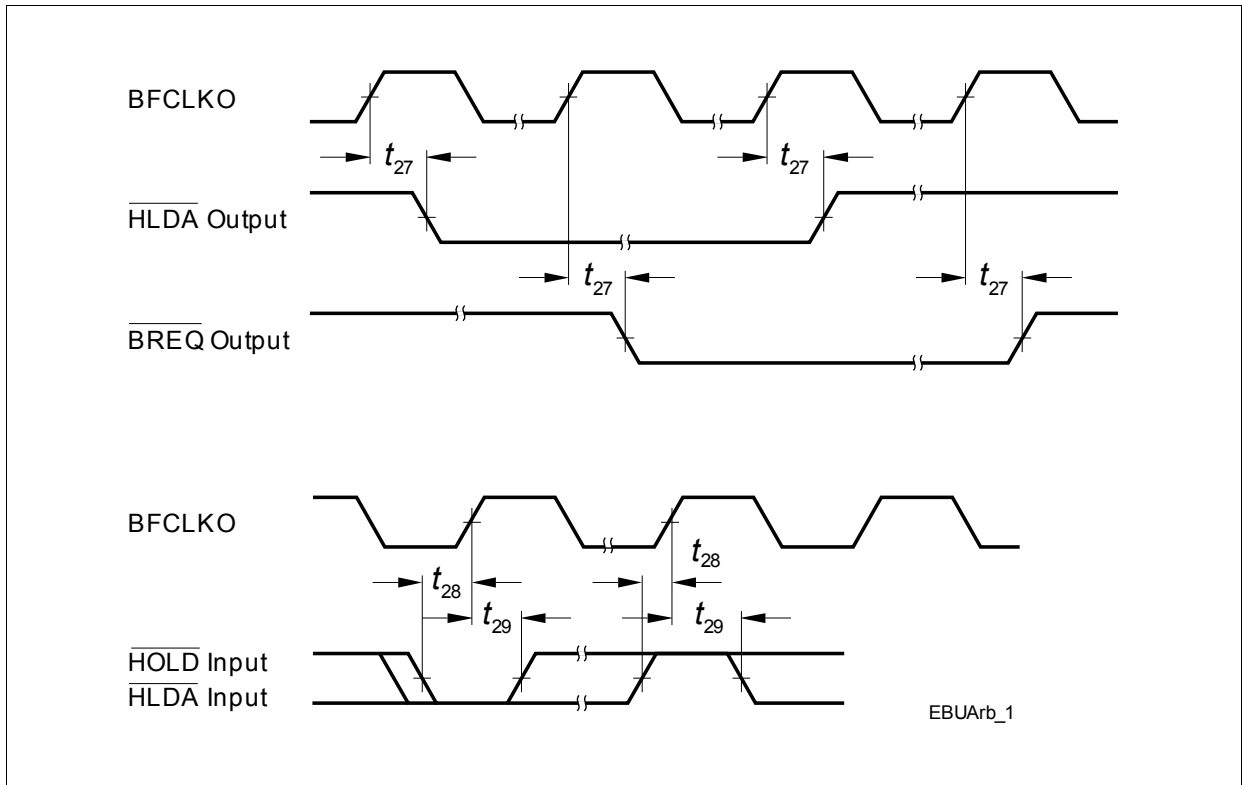 BFCLKO
t27 t27
HLDA Output
t27 t27
BREQ Output
BFCLKO
t28
t28
t29 t29
HOLD Input
HLDA Input
EBUArb_1